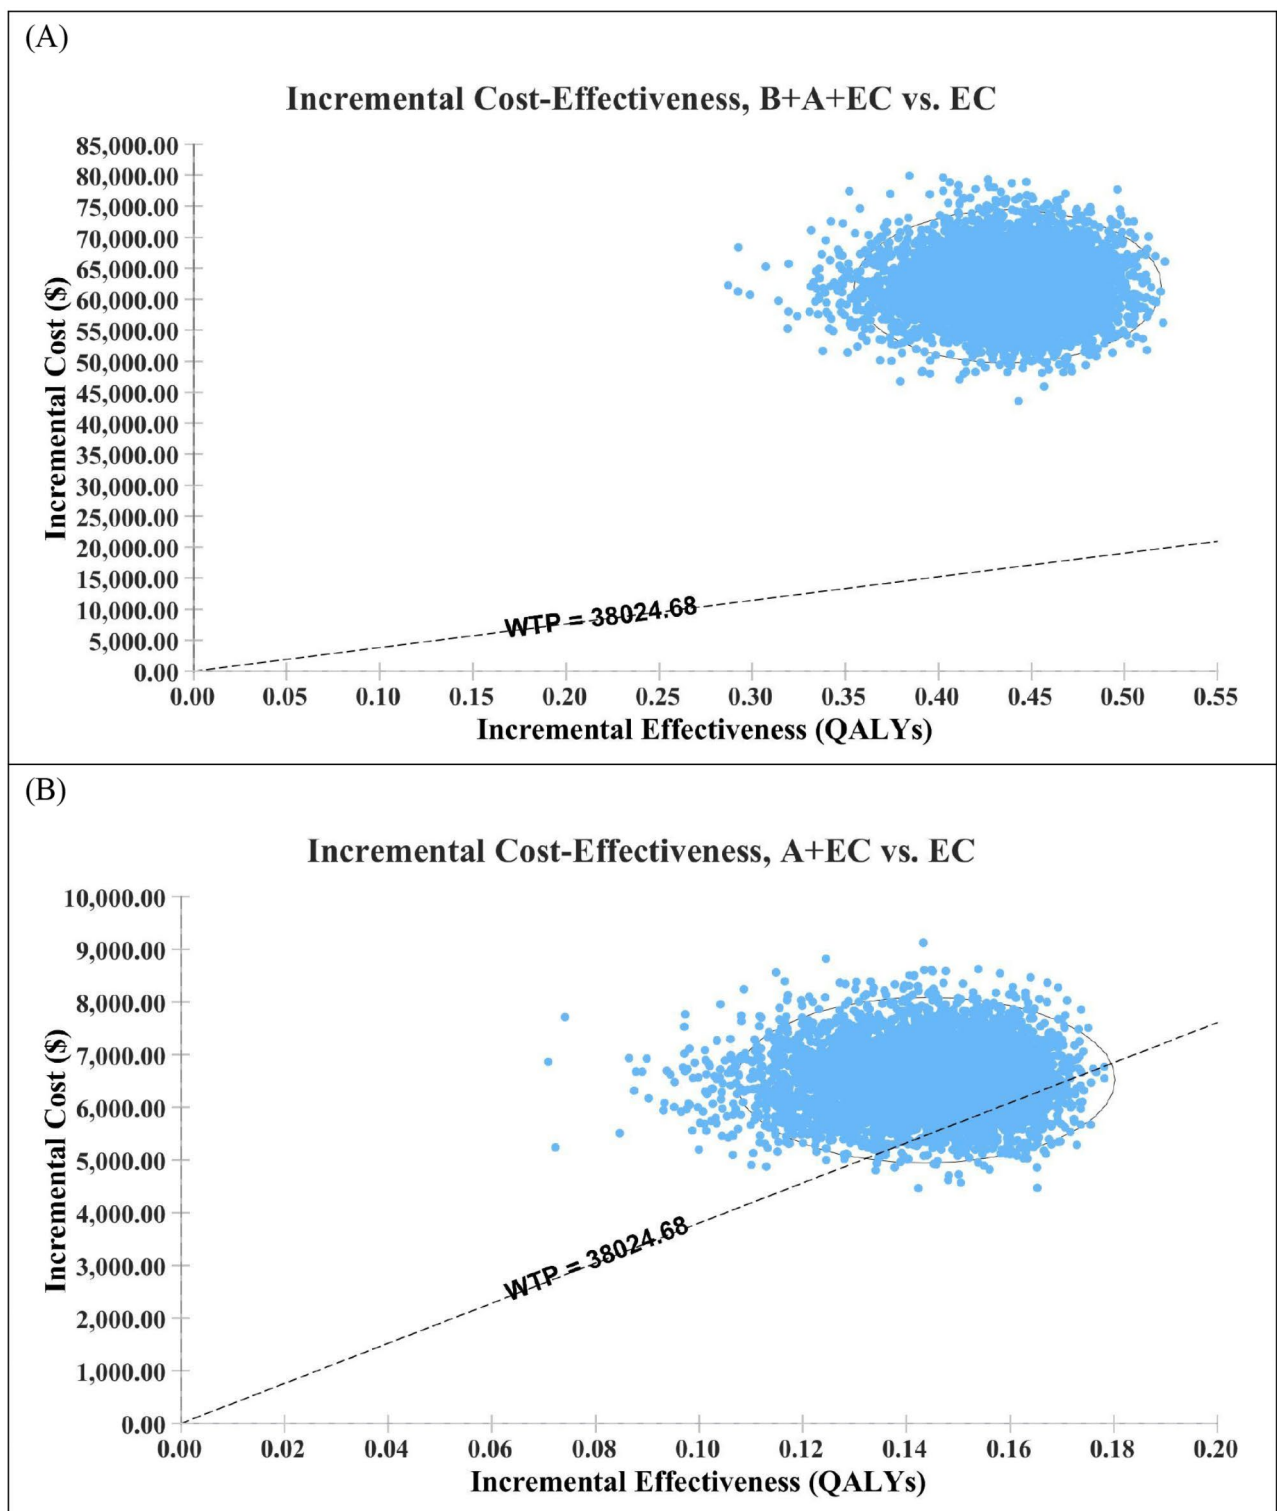 (A)
Incremental Cost-Effectiveness, B+A+EC vs. EC
85,000.00
80,000.00
75,000.00
70,000.00
65,000.00
60,000.00
55,000.00
50,000.00
45,000.00
40,000.00
35,000.00
30,000.00
25,000.00
20,000.00
15,000.00
10,000.00
5,000.00
0.00
Incremental Cost ($)
WTP = 38024.68
0.00 0.05 0.10 0.15 0.20 0.25 0.30 0.35 0.40 0.45 0.50 0.55
Incremental Effectiveness (QALYs)
(B)
Incremental Cost-Effectiveness, A+EC vs. EC
10,000.00
9,000.00
8,000.00
7,000.00
6,000.00
5,000.00
4,000.00
3,000.00
2,000.00
1,000.00
0.00
Incremental Cost ($)
WTP = 38024.68
0.00 0.02 0.04 0.06 0.08 0.10 0.12 0.14 0.16 0.18 0.20
Incremental Effectiveness (QALYs)